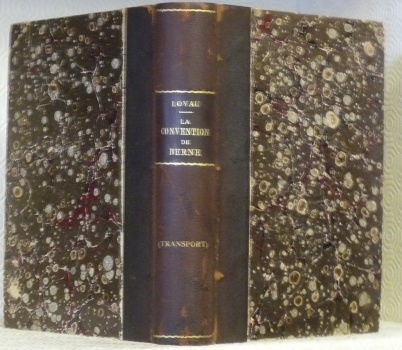 LOVAU
LA
CONVENTION
DE
BERNE
(TRANSPORT)